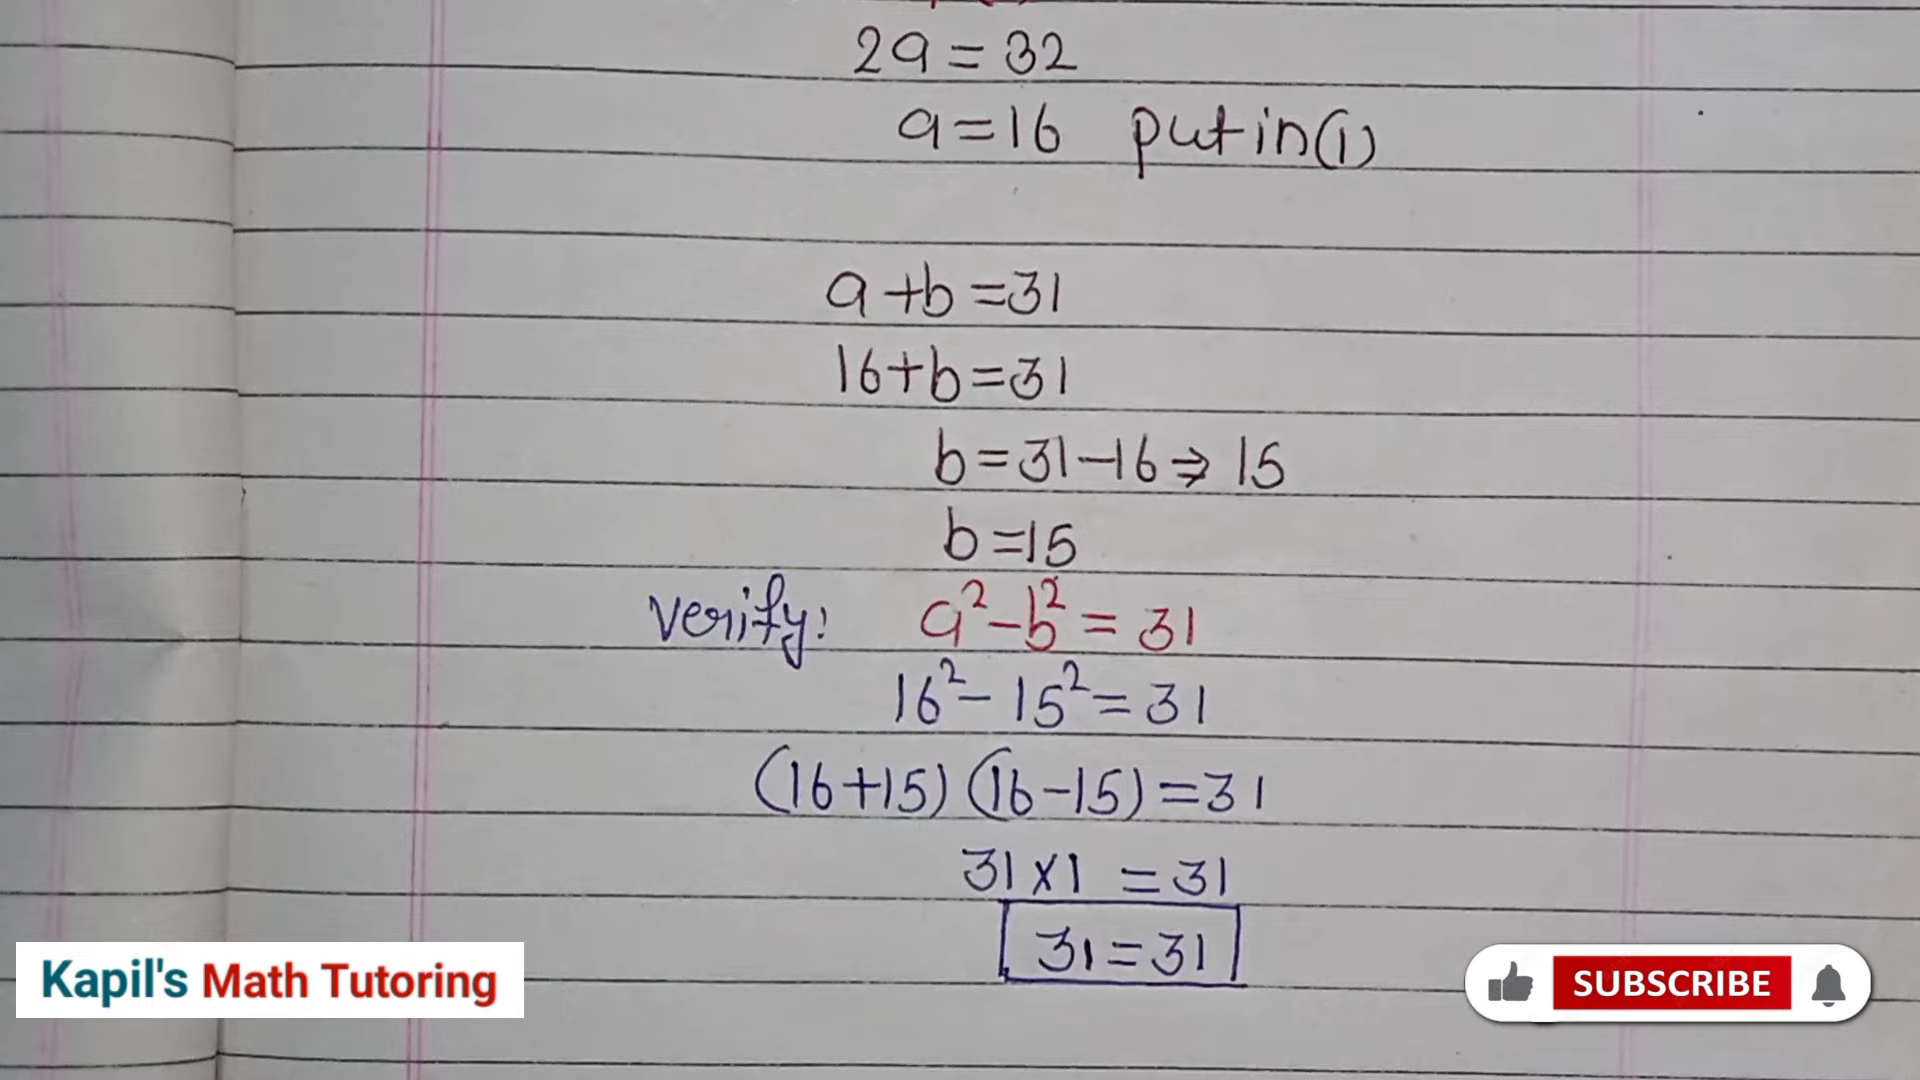 2a = 32
a = 16 put in (1)
a + b = 31
16 + b = 31
b = 31 - 16 ⇒ 15
b = 15
Verify: a² - b² = 31
16² - 15² = 31
(16 + 15) (16 - 15) = 31
31 × 1 = 31
31 = 31
Kapil's Math Tutoring
SUBSCRIBE